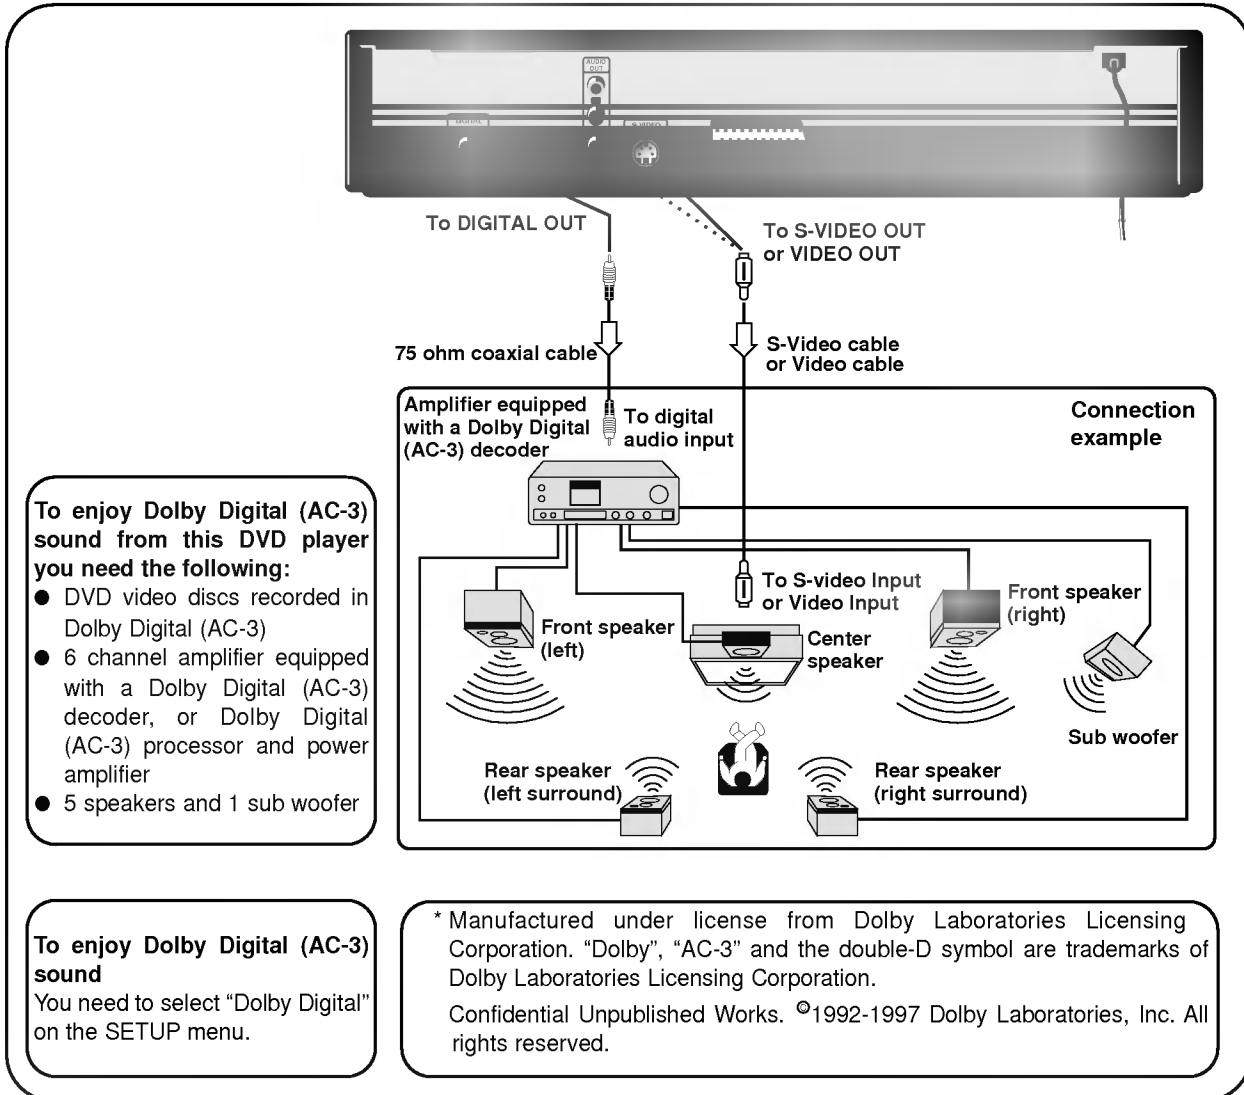 AUDIO
OUT
DIGITAL
S-VIDEO
To DIGITAL OUT
To S-VIDEO OUT
or VIDEO OUT
75 ohm coaxial cable
S-Video cable
or Video cable
Amplifier equipped
with a Dolby Digital
(AC-3) decoder
To digital
audio input
Connection
example
To enjoy Dolby Digital (AC-3)
sound from this DVD player
you need the following:
● DVD video discs recorded in
Dolby Digital (AC-3)
● 6 channel amplifier equipped
with a Dolby Digital (AC-3)
decoder, or Dolby Digital
(AC-3) processor and power
amplifier
● 5 speakers and 1 sub woofer
To S-video Input
or Video Input
Front speaker
(left)
Center
speaker
Front speaker
(right)
Sub woofer
Rear speaker
(left surround)
Rear speaker
(right surround)
To enjoy Dolby Digital (AC-3)
sound
You need to select “Dolby Digital”
on the SETUP menu.
* Manufactured under license from Dolby Laboratories Licensing
Corporation. “Dolby”, “AC-3” and the double-D symbol are trademarks of
Dolby Laboratories Licensing Corporation.
Confidential Unpublished Works. ©1992-1997 Dolby Laboratories, Inc. All
rights reserved.